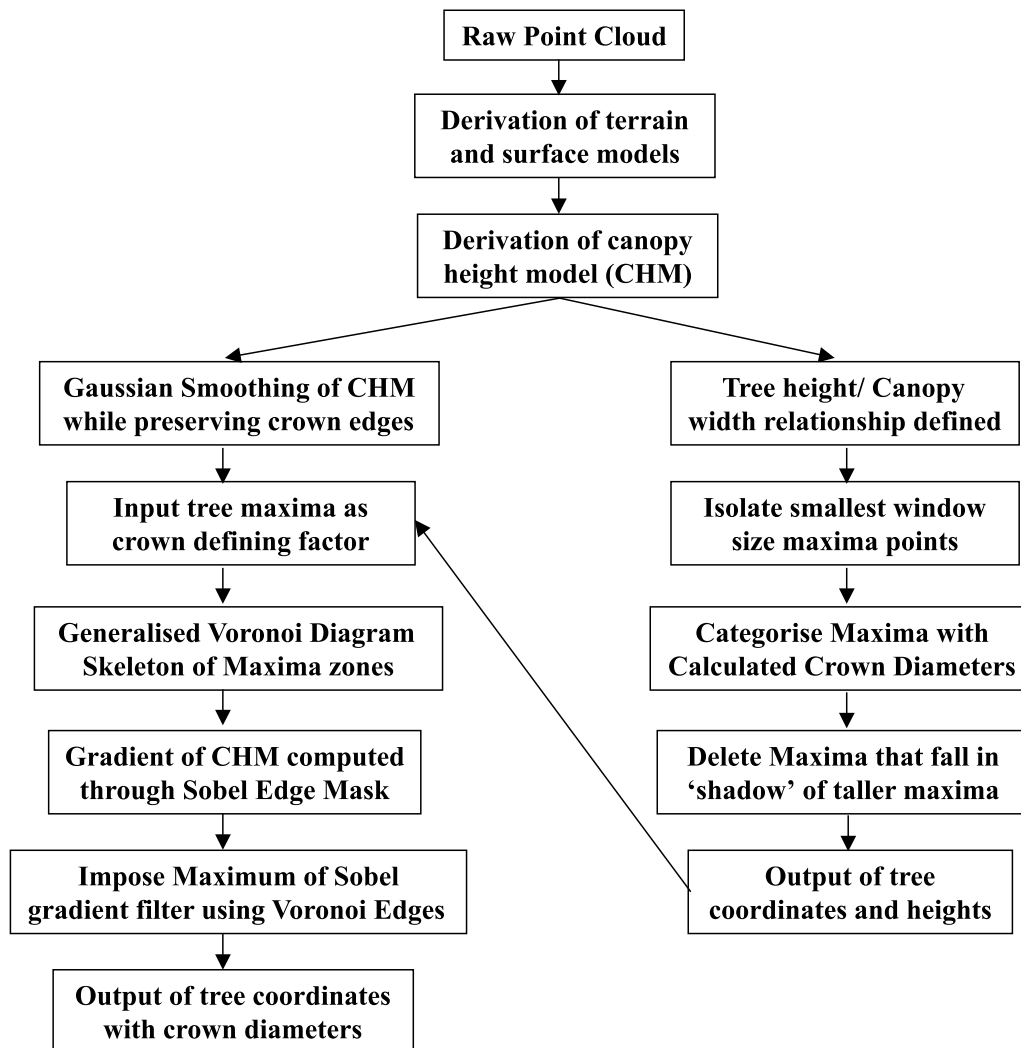 Raw Point Cloud
Derivation of terrain
and surface models
Derivation of canopy
height model (CHM)
Gaussian Smoothing of CHM
while preserving crown edges
Input tree maxima as
crown defining factor
Generalised Voronoi Diagram
Skeleton of Maxima zones
Gradient of CHM computed
through Sobel Edge Mask
Impose Maximum of Sobel
gradient filter using Voronoi Edges
Output of tree coordinates
with crown diameters
Tree height/ Canopy
width relationship defined
Isolate smallest window
size maxima points
Categorise Maxima with
Calculated Crown Diameters
Delete Maxima that fall in
‘shadow’ of taller maxima
Output of tree
coordinates and heights